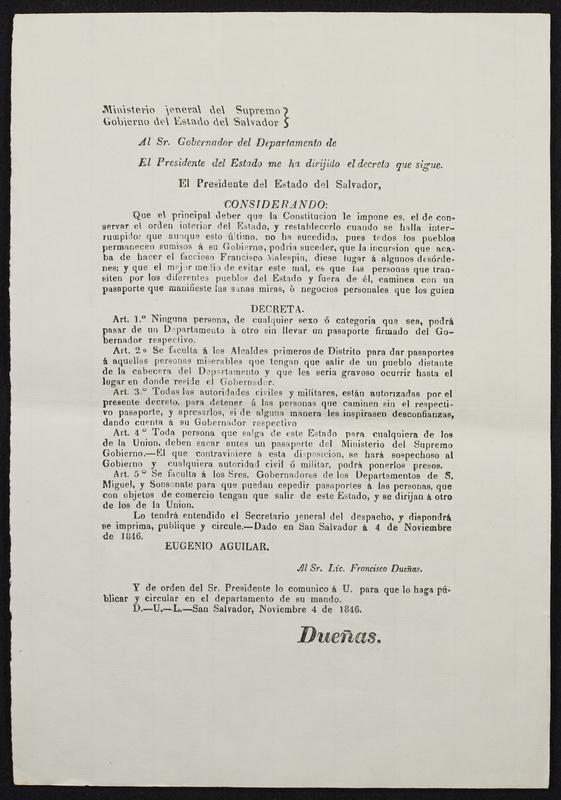 Ministerio jeneral del Supremo
Gobierno del Estado del Salvador
Al Sr. Gobernador del Departamento de
El Presidente del Estado me ha dirijido el decreto que sigue.
El Presidente del Estado del Salvador,
CONSIDERANDO:
Que el principal deber que la Constitucion le impone es, el de con-
servar el orden interior del Estado, y restablecerlo cuando se halla inter-
rumpido: que aunque esto último, no ha sucedido, pues todos los pueblos
permanecen sumisos á su Gobierno, podria suceder, que la incursion que aca-
ba de hacer el faccioso Francisco Malespin, diese lugar á algunos desórde-
nes; y que el mejor medio de evitar este mal, es que las personas que tran-
siten por los diferentes pueblos del Estado y fuera de él, caminen con un
pasaporte que manifieste las sanas miras, ó negocios personales que los guien
DECRETA.
Art. 1.º Ninguna persona, de cualquier sexo ó categoria que sea, podrá
pasar de un Departamento à otro sin llevar un pasaporte firmado del Go-
bernador respectivo.
Art. 2º Se faculta á los Alcaldes primeros de Distrito para dar pasaportes
á aquellas personas miserables que tengan que salir de un pueblo distante
de la cabecera del Departamento y que les seria gravoso ocurrir hasta el
lugar en donde reside el Gobernador.
Art. 3.º Todas las autoridades civiles y militares, están autorizadas por el
presente decreto, para detener á las personas que caminen sin el respecti-
vo pasaporte, y apresarlos, si de alguna manera les inspirasen desconfianzas,
dando cuenta à su Gobernador respectivo
Art. 4º Toda persona que salga de este Estado para cualquiera de los
de la Union, deben sacar antes un pasaporte del Ministerio del Supremo
Gobierno.—El que contraviniere à esta disposicion, se hará sospechoso al
Gobierno y cualquiera autoridad civil ó militar, podrá ponerlos presos.
Art. 5º Se faculta á los Sres. Gobernadores de los Departamentos de S.
Miguel, y Sonsonate para que puedan espedir pasaportes à las personas, que
con objetos de comercio tengan que salir de este Estado, y se dirijan à otro
de los de la Union.
Lo tendrá entendido el Secretario jeneral del despacho, y dispondrá
se imprima, publique y circule.—Dado en San Salvador á 4 de Noviembre
de 1846.
EUGENIO AGUILAR.
Al Sr. Lic. Francisco Dueñas.
Y de orden del Sr. Presidente lo comunico á U. para que lo haga pú-
blicar y circular en el departamento de su mando.
D.—U.—L.—San Salvador, Noviembre 4 de 1846.
Dueñas.